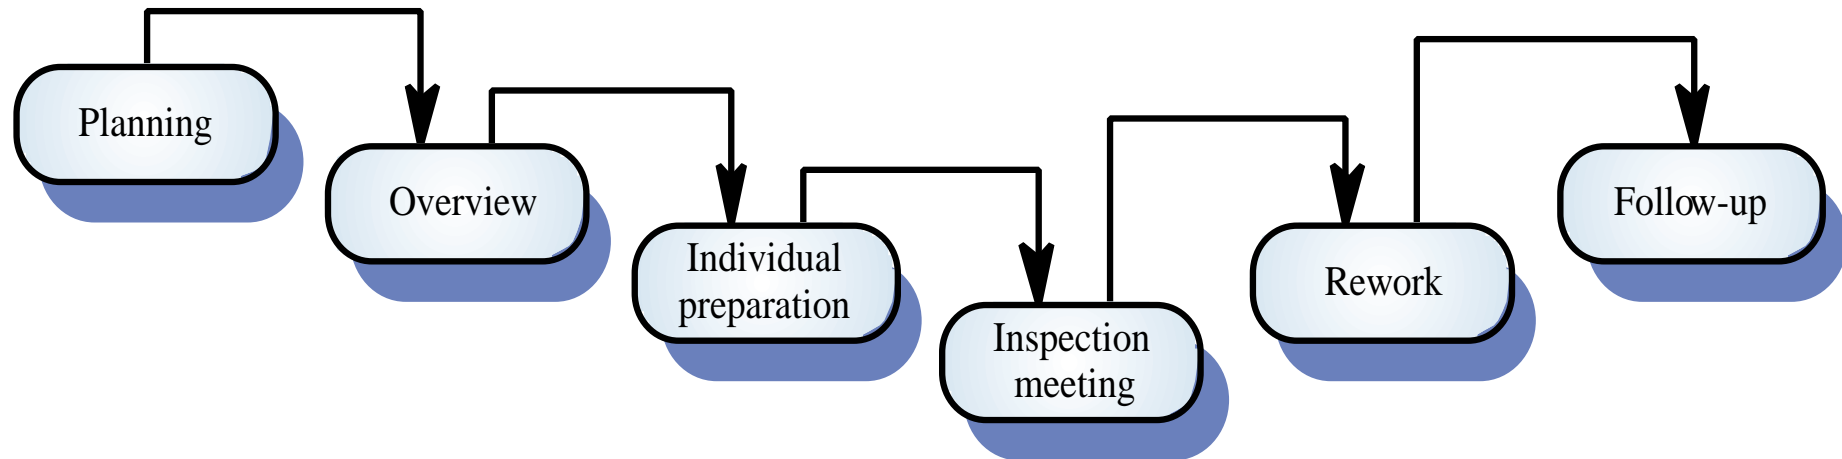 Planning
Overview
Individual
preparation
Inspection
meeting
Rework
Follow-up